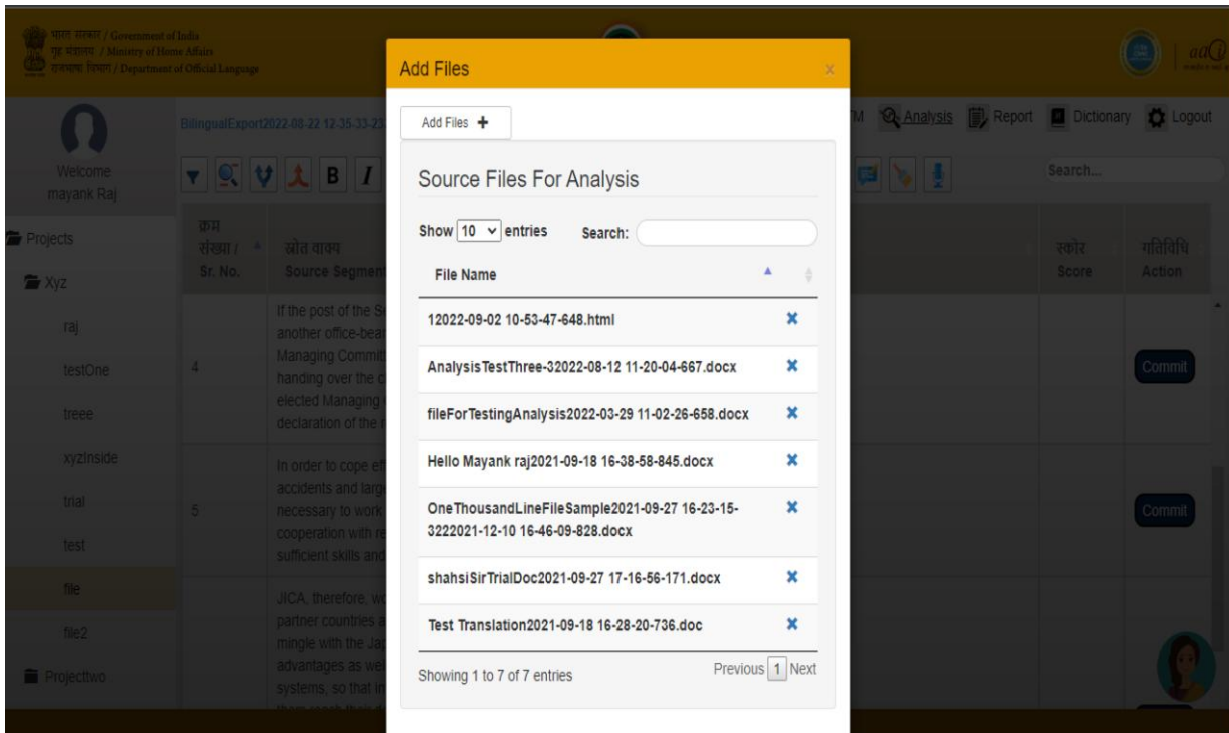 भारत सरकार / Government of India
गृह मंत्रालय / Ministry of Home Affairs
राजभाषा विभाग / Department of Official Language
Add Files
x
Welcome
mayank Raj
BilingualExport2022-08-22 12-35-33-23
Analysis Report Dictionary Logout
Search...
Projects
Xyz
raj
testOne
treee
xyzInside
trial
test
file
file2
Projecttwo
क्रम
संख्या /
Sr. No.
स्रोत वाक्य
Source Segment
स्कोर
Score
गतिविधि
Action
4
If the post of the
another office-bear
Managing Committ
handing over the
elected Managing
declaration of the
Commit
5
In order to cope
accidents and large
necessary to work
cooperation with
sufficient skills and
Commit
JICA, therefore,
partner countries
mingle with the
advantages as
systems, so that
Add Files +
Source Files For Analysis
Show 10 entries Search:
File Name
12022-09-02 10-53-47-648.html
AnalysisTestThree-32022-08-12 11-20-04-667.docx
fileForTestingAnalysis2022-03-29 11-02-26-658.docx
Hello Mayank raj2021-09-18 16-38-58-845.docx
OneThousandLineFileSample2021-09-27 16-23-15-
3222021-12-10 16-46-09-828.docx
shahsiSirTrialDoc2021-09-27 17-16-56-171.docx
Test Translation2021-09-18 16-28-20-736.doc
Showing 1 to 7 of 7 entries
Previous 1 Next